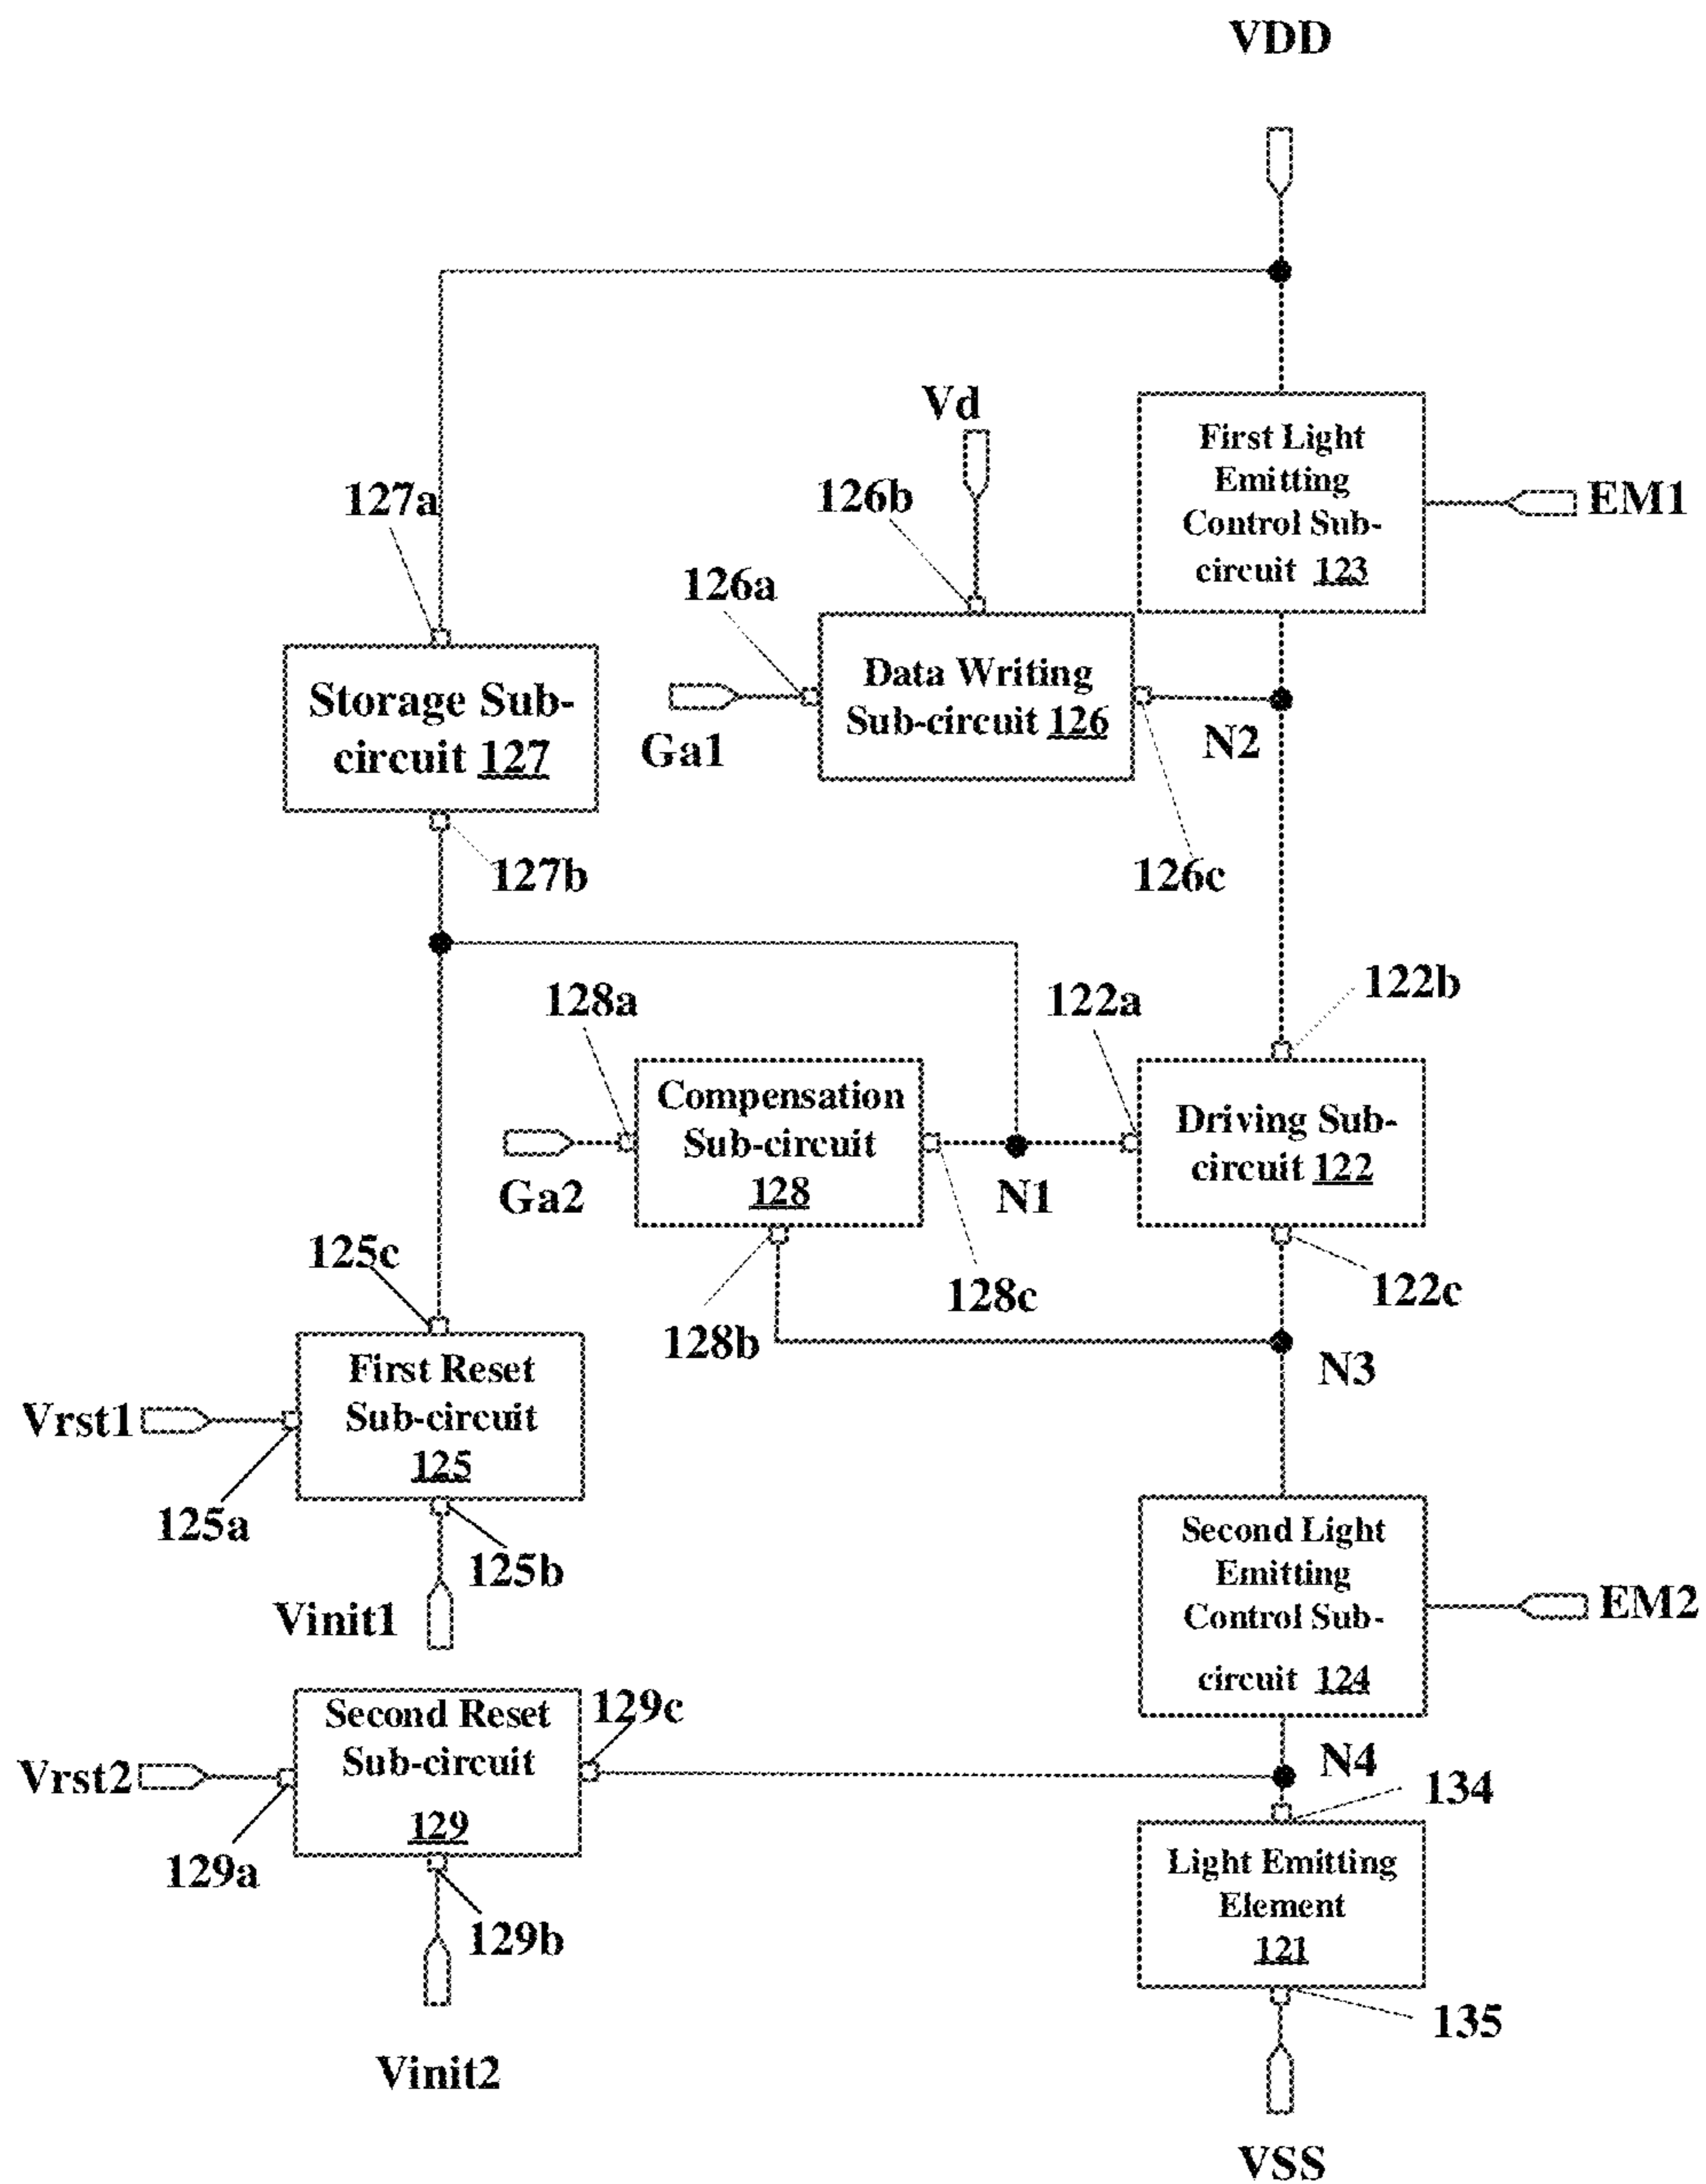 VDD
Vd
First Light
Emitting
Control Sub-
circuit 123
EM1
127a
126b
126a
Storage Sub-
circuit 127
Data Writing
Sub-circuit 126
Ga1
N2
127b
126c
128a
122a
122b
Compensation
Sub-circuit
128
Driving Sub-
circuit 122
Ga2
N1
125c
128c
122c
128b
N3
First Reset
Sub-circuit
125
Vrst1
125a
125b
Vinit1
Second Light
Emitting
Control Sub-
circuit 124
EM2
Second Reset
Sub-circuit
129
129c
Vrst2
N4
134
129a
129b
Light Emitting
Element
121
135
Vinit2
VSS